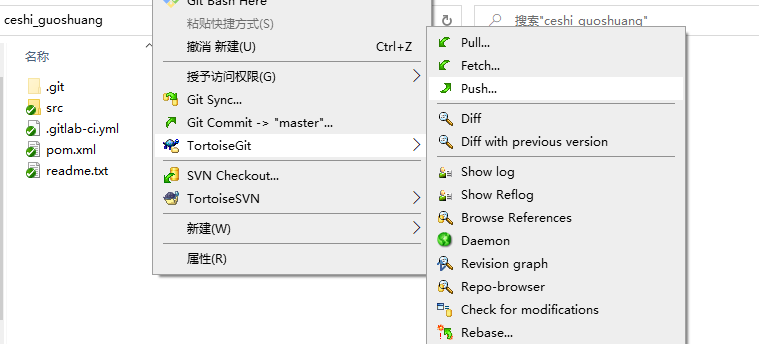 ceshi_guoshuang
搜索"ceshi_guoshuang"
名称
.git
src
.gitlab-ci.yml
pom.xml
readme.txt
Git Bash Here
粘贴快捷方式(S)
撤消 新建(U) Ctrl+Z
授予访问权限(G)
Git Sync...
Git Commit -> "master"...
TortoiseGit
SVN Checkout...
TortoiseSVN
新建(W)
属性(R)
Pull...
Fetch...
Push...
Diff
Diff with previous version
Show log
Show Reflog
Browse References
Daemon
Revision graph
Repo-browser
Check for modifications
Rebase...